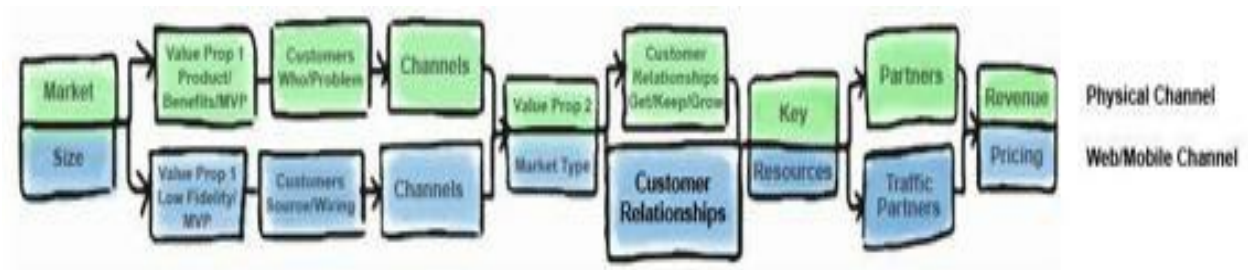 Market
Size
Value Prop 1
Product/
Benefits/MVP
Customers
Who/Problem
Channels
Value Prop 1
Low Fidelity/
MVP
Customers
Source/Wiring
Channels
Value Prop 2
Market Type
Customer
Relationships
Get/Keep/Grow
Customer
Relationships
Key
Resources
Partners
Traffic
Partners
Revenue
Pricing
Physical Channel
Web/Mobile Channel